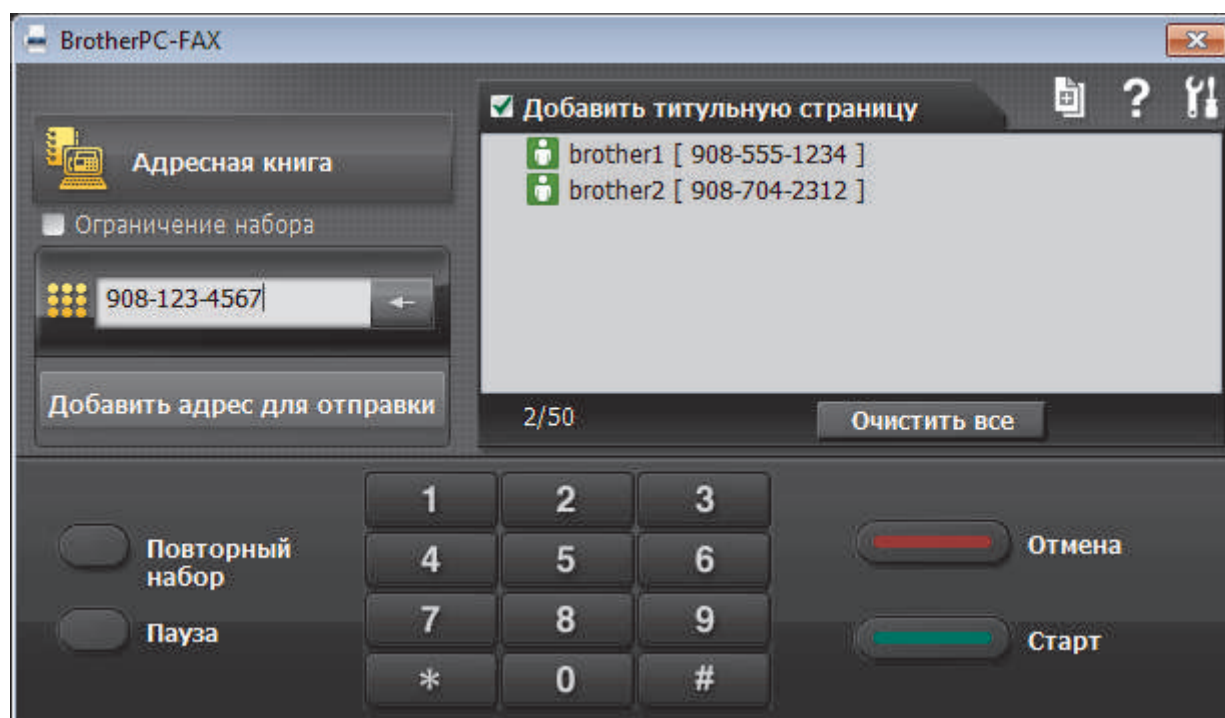 BrotherPC-FAX
Добавить титульную страницу
?
Адресная книга
brother1 [ 908-555-1234 ]
brother2 [ 908-704-2312 ]
Ограничение набора
908-123-4567
Добавить адрес для отправки
2/50
Очистить все
1 2 3
4 5 6
7 8 9
* 0 #
Повторный
набор
Пауза
Отмена
Старт